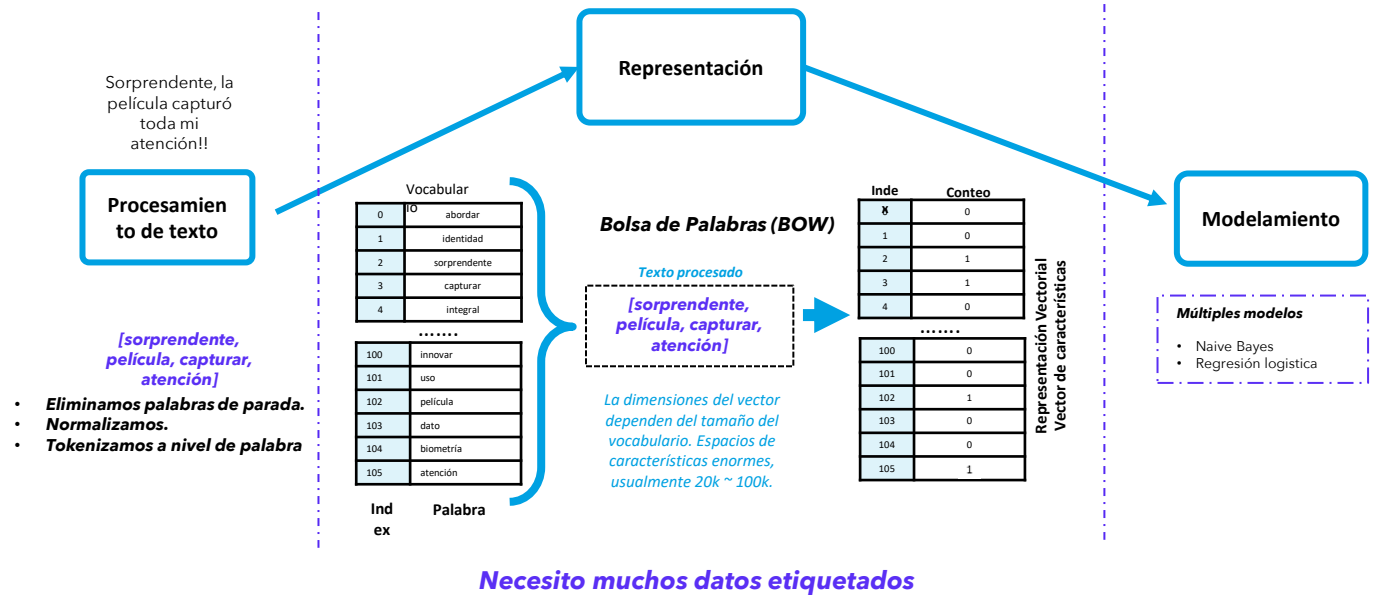 Representación
Sorprendente, la
película capturó
toda mi
atención!!
Procesamien
to de texto
[sorprendente,
película, capturar,
atención]
• Eliminamos palabras de parada.
• Normalizamos.
• Tokenizamos a nivel de palabra
Vocabular
io
0 abordar
1 identidad
2 sorprendente
3 capturar
4 integral
.......
100 innovar
101 uso
102 película
103 dato
104 biometría
105 atención
Ind
ex
Palabra
Bolsa de Palabras (BOW)
Texto procesado
[sorprendente,
película, capturar,
atención]
La dimensiones del vector
dependen del tamaño del
vocabulario. Espacios de
características enormes,
usualmente 20k ~ 100k.
Inde
x
Conteo
0 0
1 0
2 1
3 1
4 0
.......
100 0
101 0
102 1
103 0
104 0
105 1
Representación Vectorial
Vector de características
Modelamiento
Múltiples modelos
• Naive Bayes
• Regresión logistica
Necesito muchos datos etiquetados